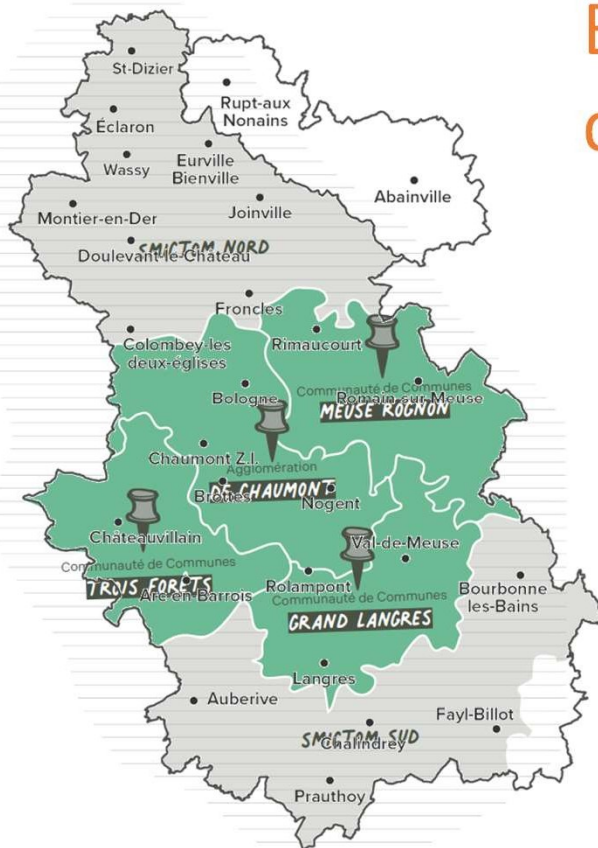 St-Dizier
Rupt-aux
Nonains
Éclaron
Wassy
Eurville
Bienville
Abainville
Montier-en-Der
Joinville
SMICTOM NORD
Doulevant-le-Château
Froncles
Colombey-les
deux-églises
Rimaucourt
Communauté de Communes
Bologne
Romain-sur-Meuse
MEUSE ROGNON
Chaumont Z.I.
Agglomération
DE CHAUMONT
Brottes
Nogent
Châteauvillain
Val-de-Meuse
Communauté de Communes
TROIS FORÊTS
Arc-en-Barrois
Rolampont
Bourbonne
les-Bains
Communauté de Communes
GRAND LANGRES
Langres
Auberive
Fayl-Billot
SMICTOM SUD
Chalindrey
Prauthoy